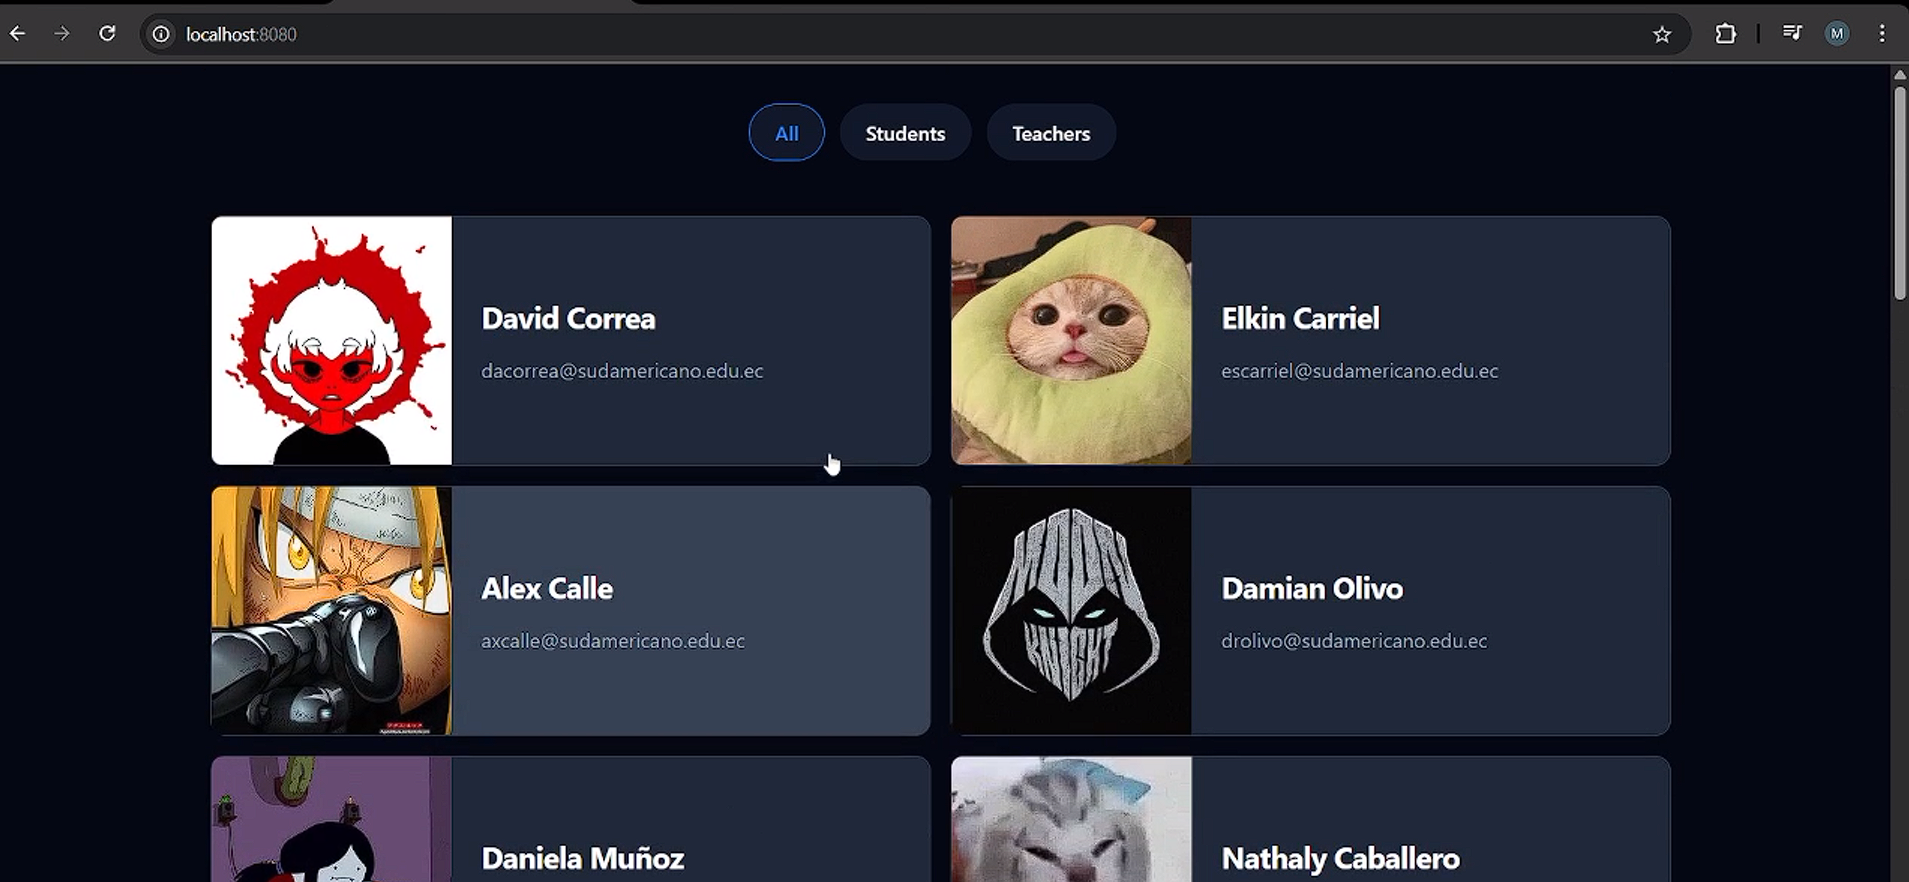 localhost:8080
M
All
Students
Teachers
David Correa
dacorrea@sudamericano.edu.ec
Elkin Carriel
escarriel@sudamericano.edu.ec
Alex Calle
axcalle@sudamericano.edu.ec
MOON
KNIGHT
Damian Olivo
drolivo@sudamericano.edu.ec
Daniela Muñoz
Nathaly Caballero